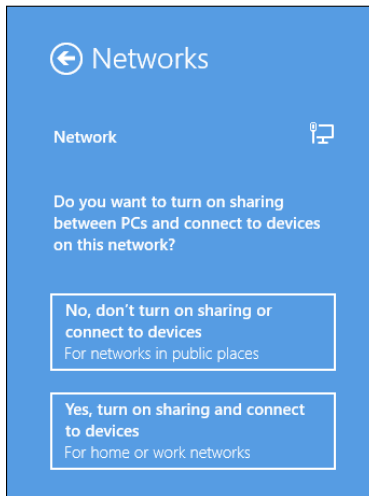 Networks
Network
Do you want to turn on sharing
between PCs and connect to devices
on this network?
No, don't turn on sharing or
connect to devices
For networks in public places
Yes, turn on sharing and connect
to devices
For home or work networks